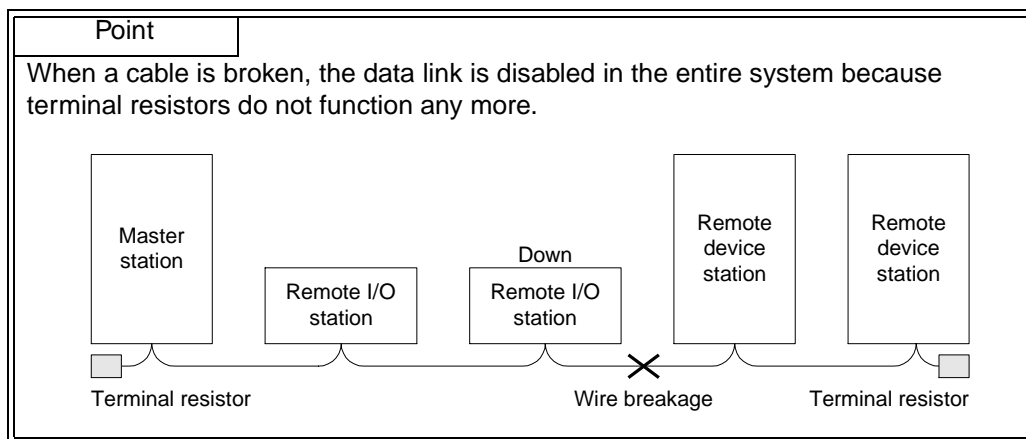 Point
When a cable is broken, the data link is disabled in the entire system because
terminal resistors do not function any more.
Master
station
Remote I/O
station
Down
Remote I/O
station
Remote
device
station
Remote
device
station
Terminal resistor
Wire breakage
Terminal resistor